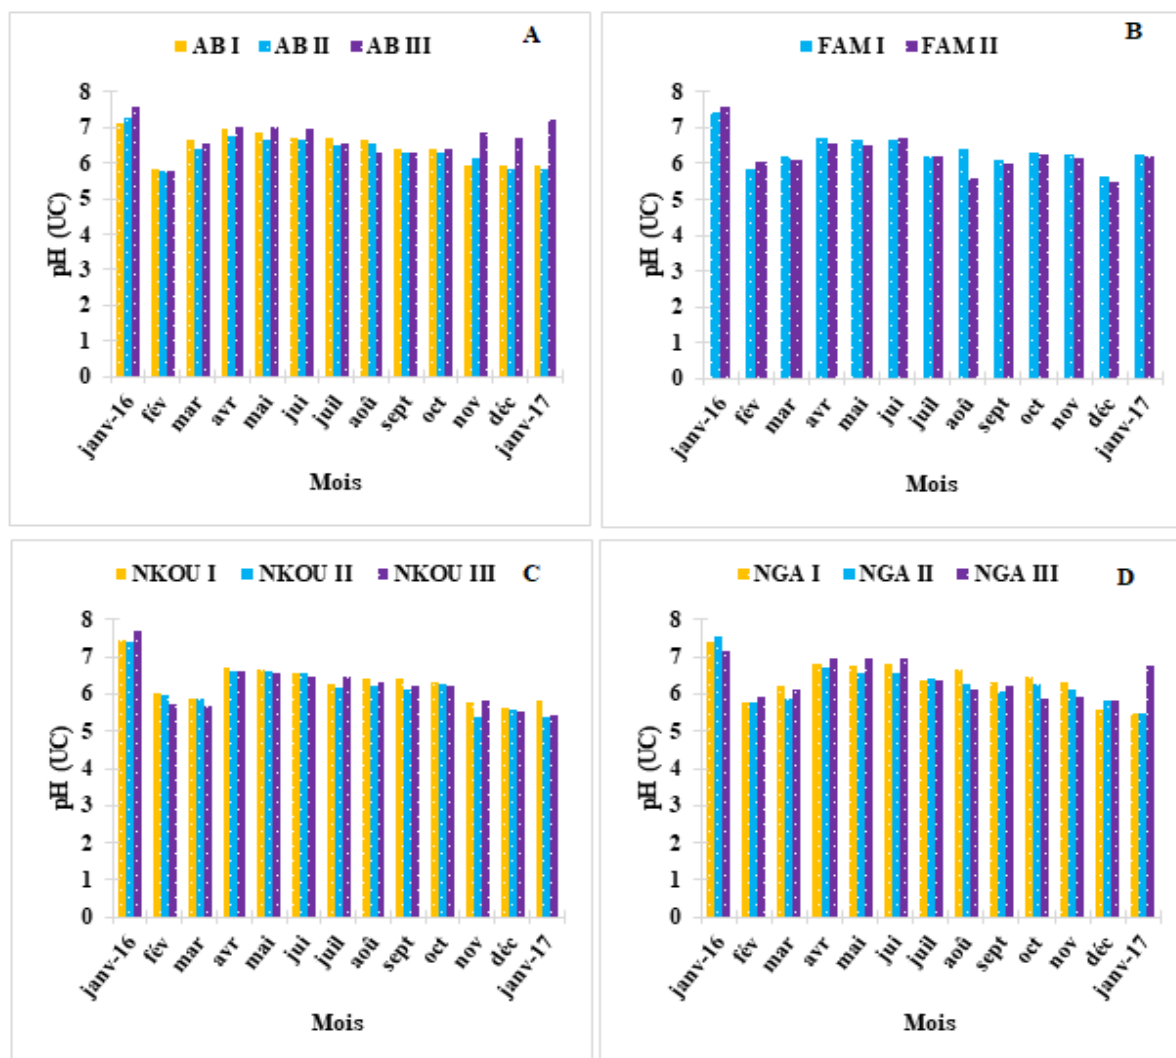 AB I AB II AB III A
pH (UC)
8
7
6
5
4
3
2
1
0
janv-16 fév mar avr mai jui juil aoû sept oct nov déc janv-17
Mois
FAM I FAM II B
pH (UC)
8
7
6
5
4
3
2
1
0
janv-16 fév mar avr mai jui juil aoû sept oct nov déc janv-17
Mois
NKOU I NKOU II NKOU III C
pH (UC)
8
7
6
5
4
3
2
1
0
janv-16 fév mar avr mai jui juil aoû sept oct nov déc janv-17
Mois
NGA I NGA II NGA III D
pH (UC)
8
7
6
5
4
3
2
1
0
janv-16 fév mar avr mai jui juil aoû sept oct nov déc janv-17
Mois